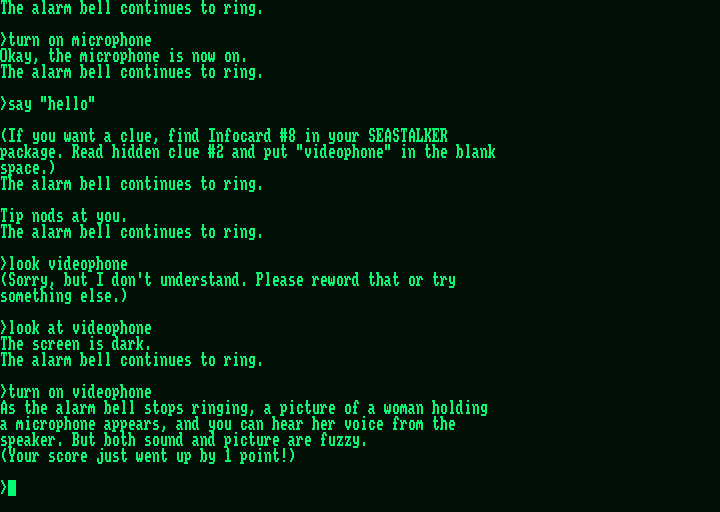 The alarm bell continues to ring.
>turn on microphone
Okay, the microphone is now on.
The alarm bell continues to ring.
>say "hello"
(If you want a clue, find Infocard #8 in your SEASTALKER
package. Read hidden clue #2 and put "videophone" in the blank
space.)
The alarm bell continues to ring.
Tip nods at you.
The alarm bell continues to ring.
>look videophone
(Sorry, but I don't understand. Please reword that or try
something else.)
>look at videophone
The screen is dark.
The alarm bell continues to ring.
>turn on videophone
As the alarm bell stops ringing, a picture of a woman holding
a microphone appears, and you can hear her voice from the
speaker. But both sound and picture are fuzzy.
(Your score just went up by 1 point!)
>